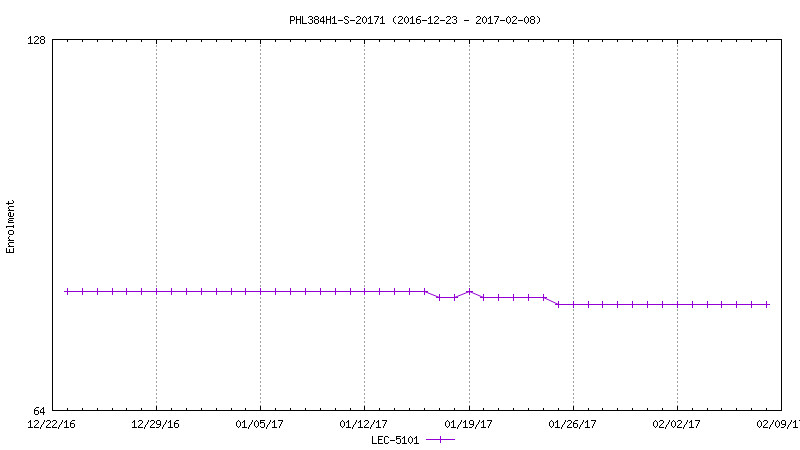 PHL384H1-S-20171 (2016-12-23 - 2017-02-08)
128
Enrolment
64
12/22/16 12/29/16 01/05/17 01/12/17 01/19/17 01/26/17 02/02/17 02/09/17
LEC-5101